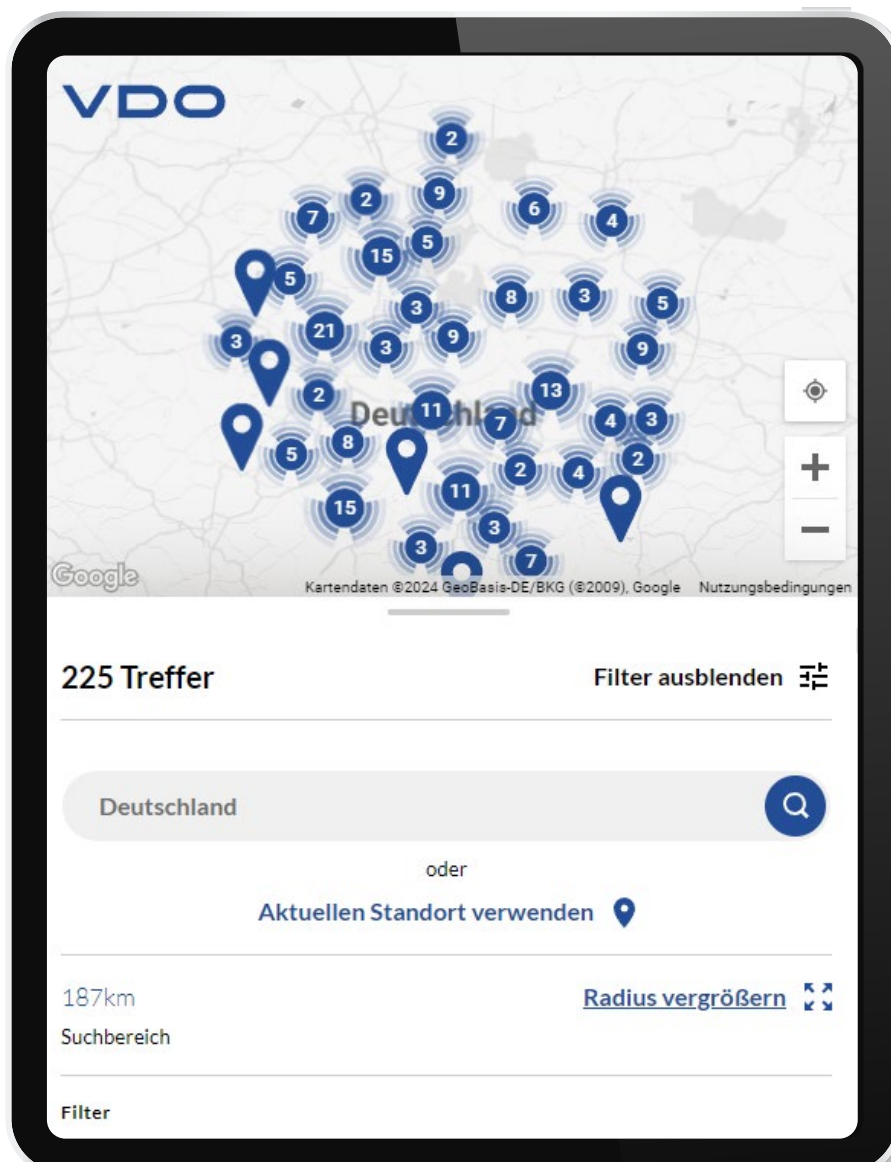 VDO
2
2
9
7
6
4
5
15
5
8
3
5
3
21
3
9
3
9
2
13
Deutschland
11
7
4
3
8
5
2
4
2
11
15
3
3
7
Google
Kartendaten ©2024 GeoBasis-DE/BKG (©2009), Google Nutzungsbedingungen
225 Treffer
Filter ausblenden
Deutschland
oder
Aktuellen Standort verwenden
187km
Radius vergrößern
Suchbereich
Filter